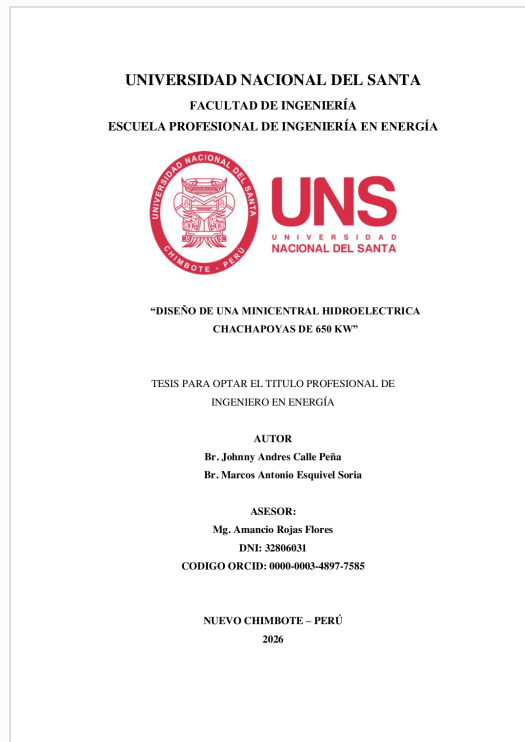 UNIVERSIDAD NACIONAL DEL SANTA
FACULTAD DE INGENIERÍA
ESCUELA PROFESIONAL DE INGENIERÍA EN ENERGÍA
UNIVERSIDAD NACIONAL DEL SANTA
CHIMBOTE - PERÚ
UNS
UNIVERSIDAD
NACIONAL DEL SANTA
“DISEÑO DE UNA MINICENTRAL HIDROELECTRICA
CHACHAPOYAS DE 650 KW”
TESIS PARA OPTAR EL TITULO PROFESIONAL DE
INGENIERO EN ENERGÍA
AUTOR
Br. Johnny Andres Calle Peña
Br. Marcos Antonio Esquivel Soria
ASESOR:
Mg. Amancio Rojas Flores
DNI: 32806031
CODIGO ORCID: 0000-0003-4897-7585
NUEVO CHIMBOTE – PERÚ
2026